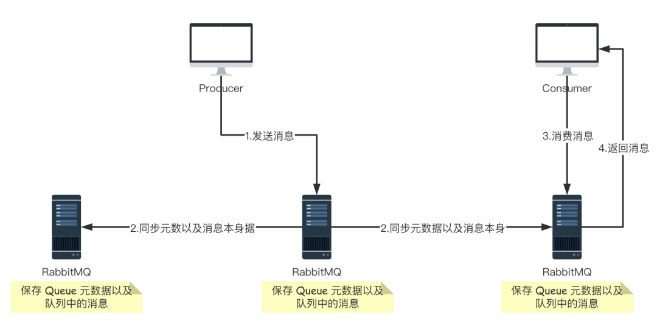 Producer
Consumer
1.发送消息
3.消费消息
4.返回消息
2.同步元数以及消息本身据
2.同步元数据以及消息本身
RabbitMQ
RabbitMQ
RabbitMQ
保存 Queue 元数据以及
队列中的消息
保存 Queue 元数据以及
队列中的消息
保存 Queue 元数据以及
队列中的消息